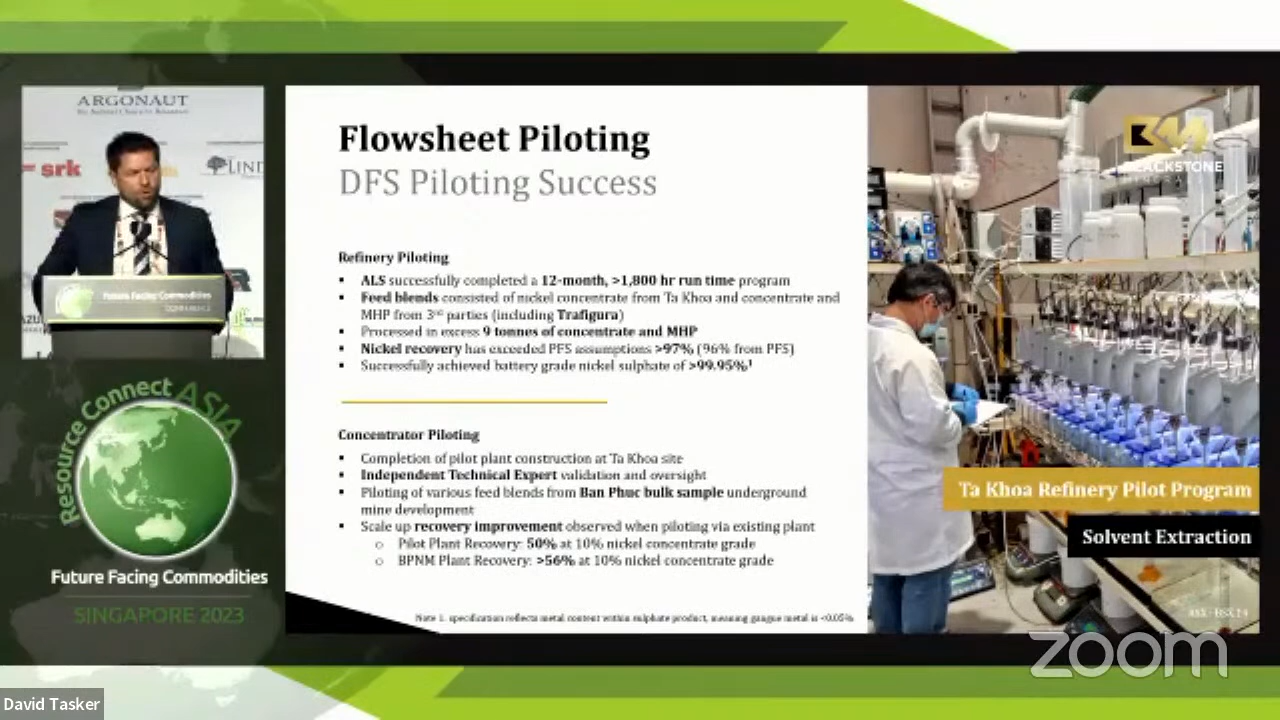 ARGONAUT
srk
LIND
Future Facing Commodities
Resource Connect ASIA
Future Facing Commodities
SINGAPORE 2023
Flowsheet Piloting
DFS Piloting Success
Refinery Piloting
▪ ALS successfully completed a 12-month, >1,800 hr run time program
▪ Feed blends consisted of nickel concentrate from Ta Khoa and concentrate and
MHP from 3rd parties (including Trafigura)
▪ Processed in excess 9 tonnes of concentrate and MHP
▪ Nickel recovery has exceeded PFS assumptions >97% (96% from PFS)
▪ Successfully achieved battery grade nickel sulphate of >99.95%¹
Concentrator Piloting
▪ Completion of pilot plant construction at Ta Khoa site
▪ Independent Technical Expert validation and oversight
▪ Piloting of various feed blends from Ban Phuc bulk sample underground
mine development
▪ Scale up recovery improvement observed when piloting via existing plant
o Pilot Plant Recovery: 50% at 10% nickel concentrate grade
o BPNM Plant Recovery: >56% at 10% nickel concentrate grade
Note 1. specification reflects metal content within sulphate product, meaning gangue metal is <0.05%
BLACKSTONE
Ta Khoa Refinery Pilot Program
Solvent Extraction
zoom
David Tasker